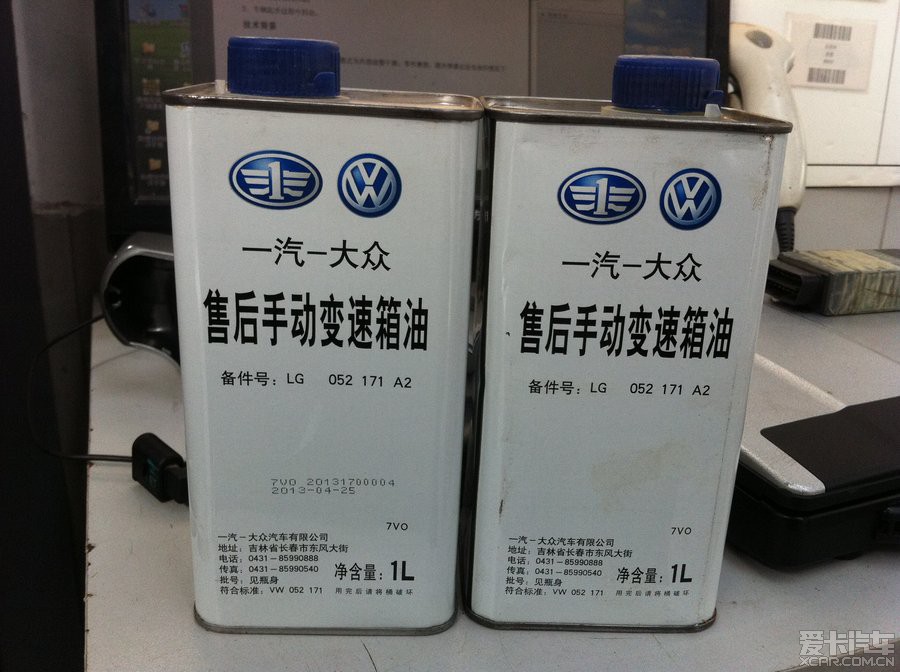 技术背景
一汽-大众
售后手动变速箱油
备件号：LG 052 171 A2
7VO 20131700004
2013-04-25
7VO
一汽-大众汽车有限公司
地址：吉林省长春市东风大街
电话：0431-85990888
传真：0431-85990540
批号：见瓶身
符合标准：VW 052 171
净含量：1L
用完后请将桶破坏
一汽-大众
售后手动变速箱油
备件号：LG 052 171 A2
7VO
一汽-大众汽车有限公司
地址：吉林省长春市东风大街
电话：0431-85990888
传真：0431-85990540
批号：见瓶身
符合标准：VW 052 171
净含量：1L
用完后请将桶破坏
爱卡汽车
XCAR.COM.CN